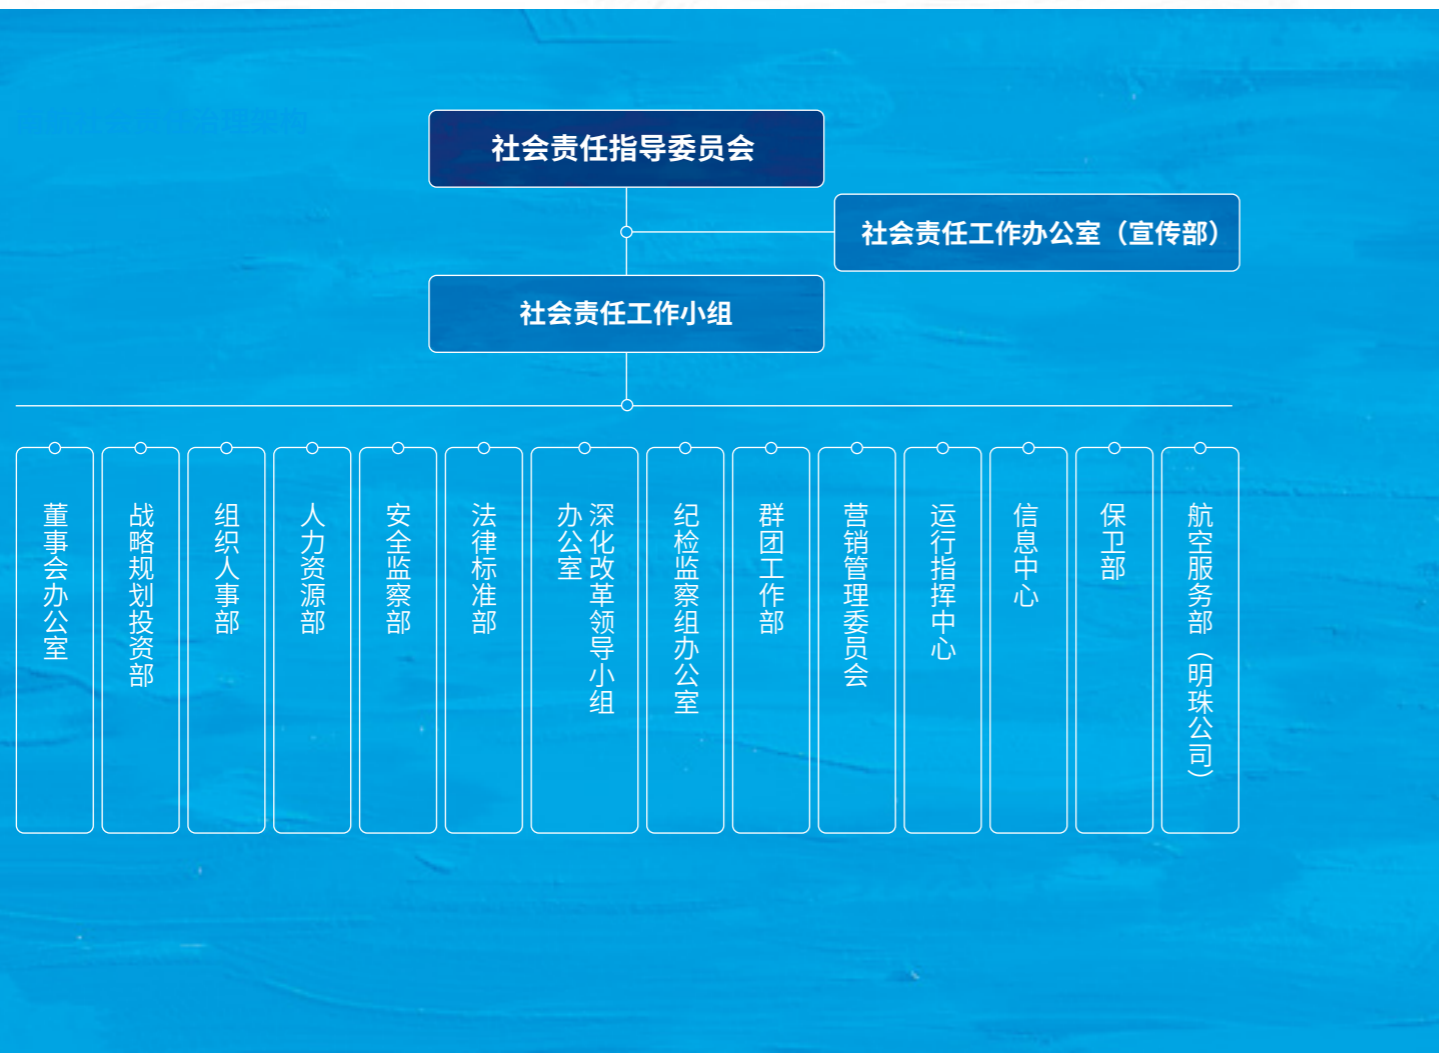 社会责任指导委员会
社会责任工作办公室（宣传部）
社会责任工作小组
董事会办公室
战略规划投资部
组织人事部
人力资源部
安全监察部
法律标准部
深化改革领导小组
办公室
纪检监察组办公室
群团工作部
营销管理委员会
运行指挥中心
信息中心
保卫部
航空服务部（明珠公司）